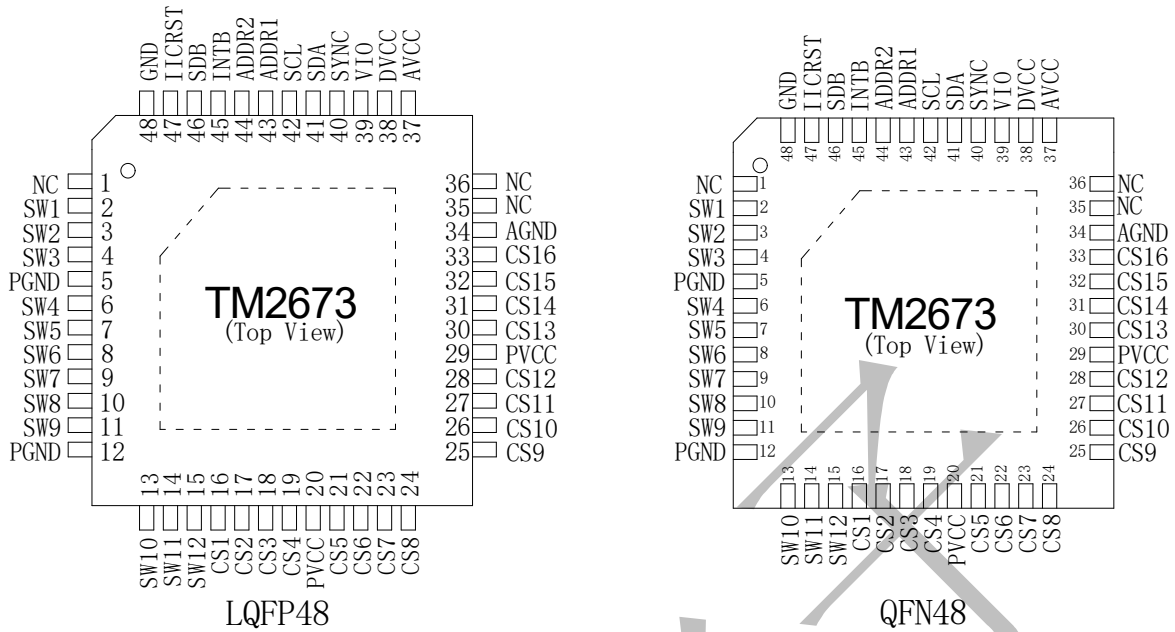 GND IICRST SDB INTB ADDR2 ADDR1 SCL SDA SYNC VIO DVCC AVCC
48 47 46 45 44 43 42 41 40 39 38 37
NC 1
SW1 2
SW2 3
SW3 4
PGND 5
SW4 6
SW5 7
SW6 8
SW7 9
SW8 10
SW9 11
PGND 12
TM2673
(Top View)
36 NC
35 NC
34 AGND
33 CS16
32 CS15
31 CS14
30 CS13
29 PVCC
28 CS12
27 CS11
26 CS10
25 CS9
13 14 15 16 17 18 19 20 21 22 23 24
SW10 SW11 SW12 CS1 CS2 CS3 CS4 PVCC CS5 CS6 CS7 CS8
LQFP48
GND IICRST SDB INTB ADDR2 ADDR1 SCL SDA SYNC VIO DVCC AVCC
48 47 46 45 44 43 42 41 40 39 38 37
NC 1
SW1 2
SW2 3
SW3 4
PGND 5
SW4 6
SW5 7
SW6 8
SW7 9
SW8 10
SW9 11
PGND 12
TM2673
(Top View)
36 NC
35 NC
34 AGND
33 CS16
32 CS15
31 CS14
30 CS13
29 PVCC
28 CS12
27 CS11
26 CS10
25 CS9
13 14 15 16 17 18 19 20 21 22 23 24
SW10 SW11 SW12 CS1 CS2 CS3 CS4 PVCC CS5 CS6 CS7 CS8
QFN48